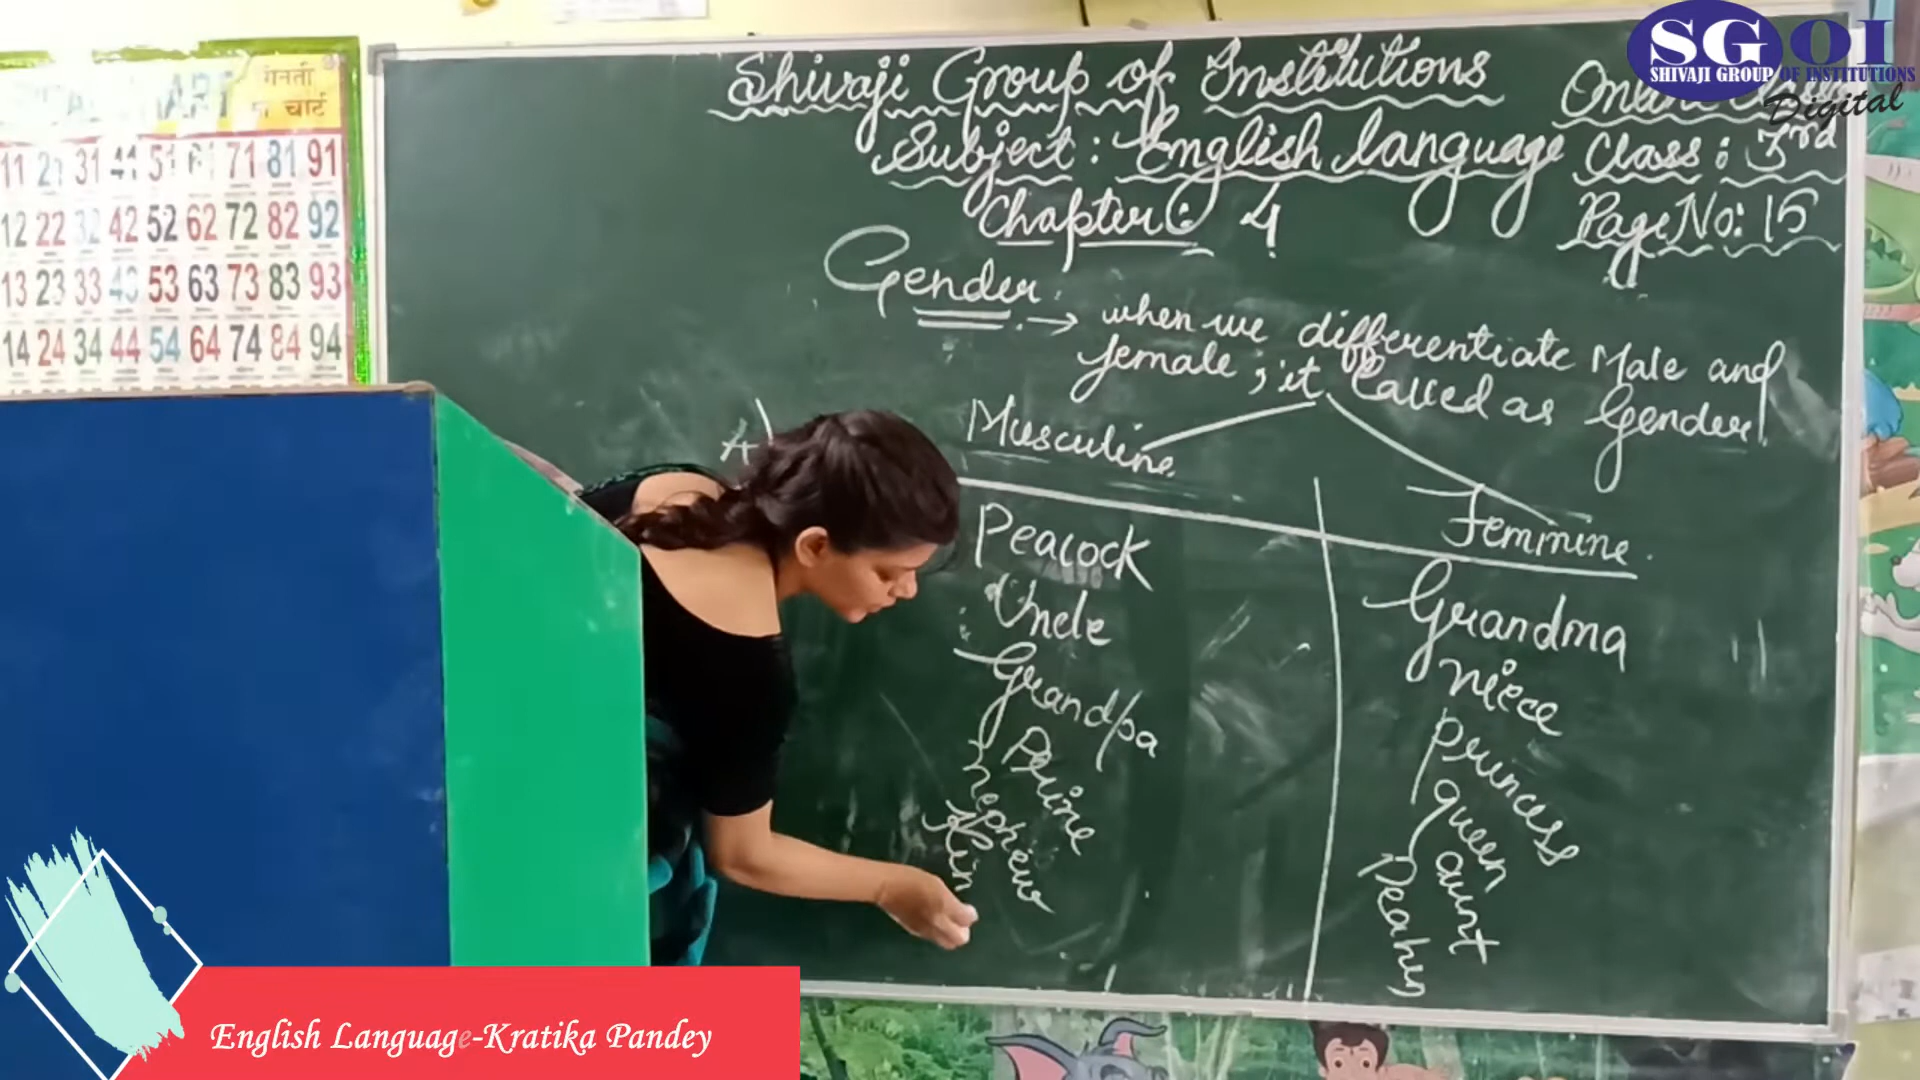 SGOI
SHIVAJI GROUP OF INSTITUTIONS
Digital
Shivaji Group of Institutions
Subject : English language Class : 3rd
Chapter : 4 Page No: 15
Gender → when we differentiate Male and
female ; it called as Gender.
A)
Musculine
Feminine.
Peacock
Uncle
Grandpa
Prine
nephew
Kin
Grandma
niece
princess
queen
aunt
Peahen
गिनती
चार्ट
11 21 31 41 51 61 71 81 91
12 22 32 42 52 62 72 82 92
13 23 33 43 53 63 73 83 93
14 24 34 44 54 64 74 84 94
English Language-Kratika Pandey